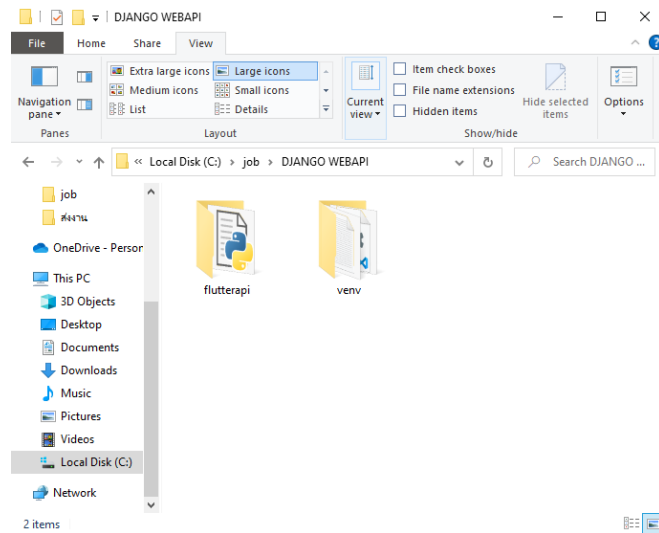 DJANGO WEBAPI
File Home Share View
Extra large icons Large icons
Medium icons Small icons
List Details
Navigation pane
Current view
Item check boxes
File name extensions
Hidden items
Hide selected items
Options
Panes Layout Show/hide
« Local Disk (C:) › job › DJANGO WEBAPI
Search DJANGO ...
job
ส่งงาน
OneDrive - Person
This PC
3D Objects
Desktop
Documents
Downloads
Music
Pictures
Videos
Local Disk (C:)
Network
flutterapi venv
2 items